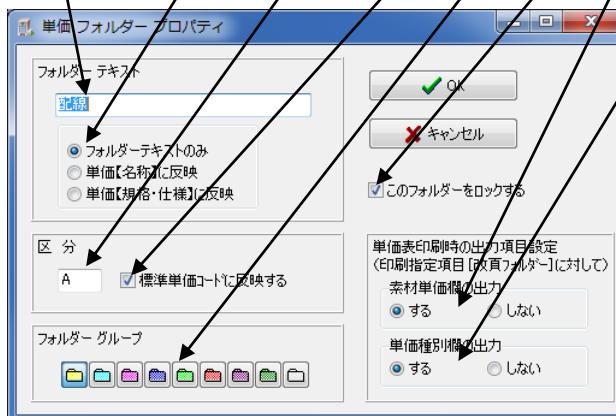 単価 フォルダー プロパティ
フォルダー テキスト
配線
フォルダーテキストのみ
単価【名称】に反映
単価【規格・仕様】に反映
OK
キャンセル
このフォルダーをロックする
区 分
A
標準単価コードに反映する
フォルダー グループ
単価表印刷時の出力項目設定
(印刷指定項目 [改頁フォルダー]に対して)
素材単価欄の出力
する
しない
単価種別欄の出力
する
しない